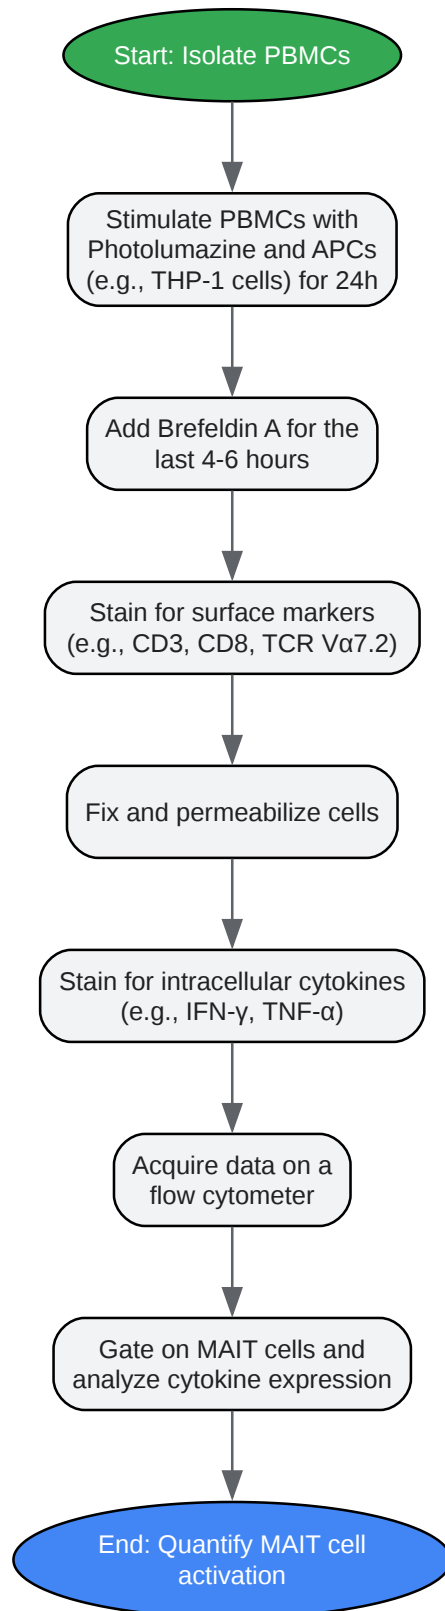 Start: Isolate PBMCs
Stimulate PBMCs with
Photolumazine and APCs
(e.g., THP-1 cells) for 24h
Add Brefeldin A for the
last 4-6 hours
Stain for surface markers
(e.g., CD3, CD8, TCR Vα7.2)
Fix and permeabilize cells
Stain for intracellular cytokines
(e.g., IFN-γ, TNF-α)
Acquire data on a
flow cytometer
Gate on MAIT cells and
analyze cytokine expression
End: Quantify MAIT cell
activation